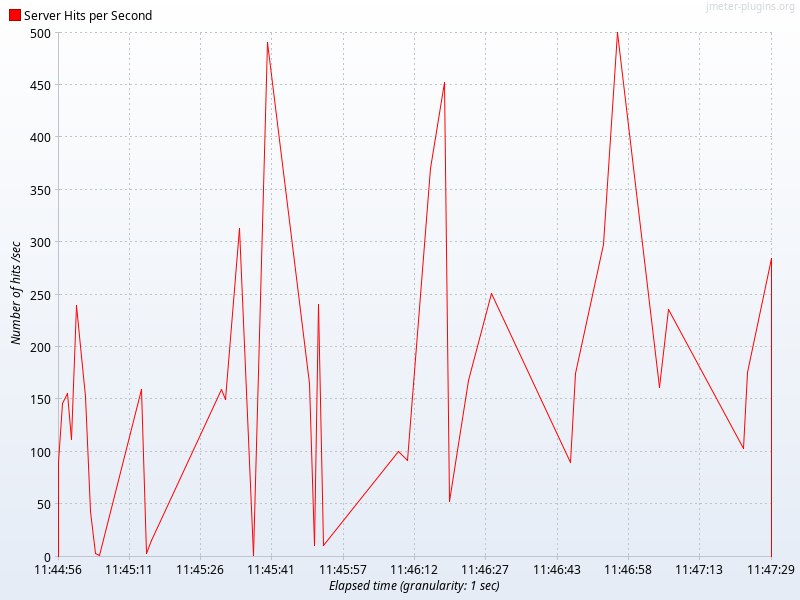 jmeter-plugins.org
Server Hits per Second
500
450
400
350
300
250
200
150
100
50
0
Number of hits /sec
11:44:56 11:45:11 11:45:26 11:45:41 11:45:57 11:46:12 11:46:27 11:46:43 11:46:58 11:47:13 11:47:29
Elapsed time (granularity: 1 sec)